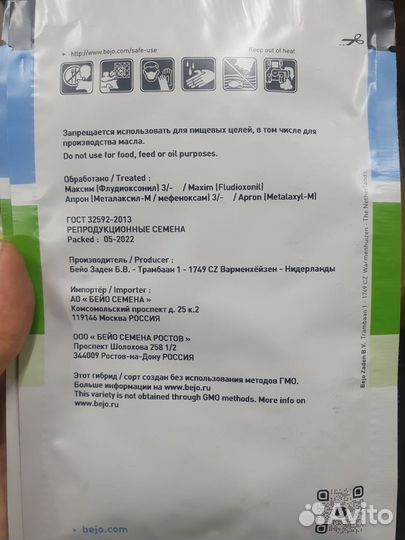 http://www.bejo.com/safe-use
Keep out of heat
Запрещается использовать для пищевых целей, в том числе для
производства масла.
Do not use for food, feed or oil purposes.
Обработано / Treated :
Максим (Флудиоксонил) 3/- / Maxim (Fludioxonil)
Апрон (Металаксил-М / мефеноксам) 3/- / Apron (Metalaxyl-M)
ГОСТ 32592-2013
РЕПРОДУКЦИОННЫЕ СЕМЕНА
Packed : 05-2022
Производитель / Producer :
Бейо Заден Б.В. - Трамбаан 1 - 1749 CZ Варменхёйзен - Нидерланды
Импортёр / Importer :
АО « БЕЙО СЕМЕНА »
Комсомольский проспект д. 25 к.2
119146 Москва РОССИЯ
ООО « БЕЙО СЕМЕНА РОСТОВ »
Проспект Шолохова 258 1/2
344009 Ростов-на-Дону РОССИЯ
Этот гибрид / сорт создан без использования методов ГМО.
Больше информации на www.bejo.ru
This variety is not obtained through GMO methods. More info on
www.bejo.ru
Bejo Zaden B.V. Trambaan 1 - 1749 CZ Warmenhuizen - The Netherlands
bejo.com
Avito